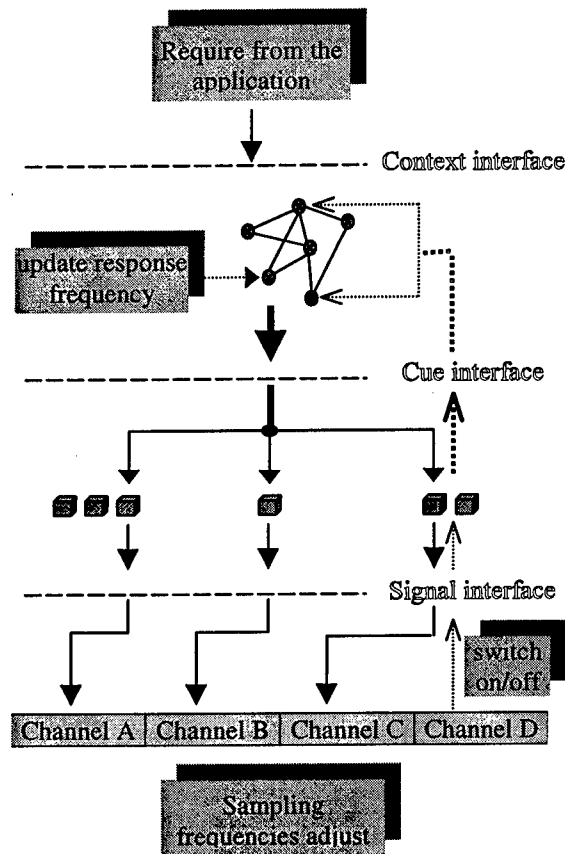 Require from the
application
Context interface
update response
frequency
Cue interface
Signal interface
switch
on/off
Channel A Channel B Channel C Channel D
Sampling
frequencies adjust